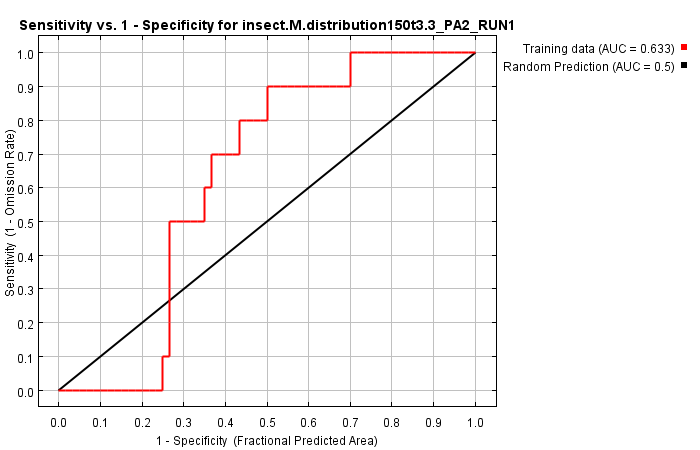 Sensitivity vs. 1 - Specificity for insect.M.distribution150t3.3_PA2_RUN1
Training data (AUC = 0.633)
Random Prediction (AUC = 0.5)
Sensitivity (1 - Omission Rate)
1.0
0.9
0.8
0.7
0.6
0.5
0.4
0.3
0.2
0.1
0.0
0.0 0.1 0.2 0.3 0.4 0.5 0.6 0.7 0.8 0.9 1.0
1 - Specificity (Fractional Predicted Area)